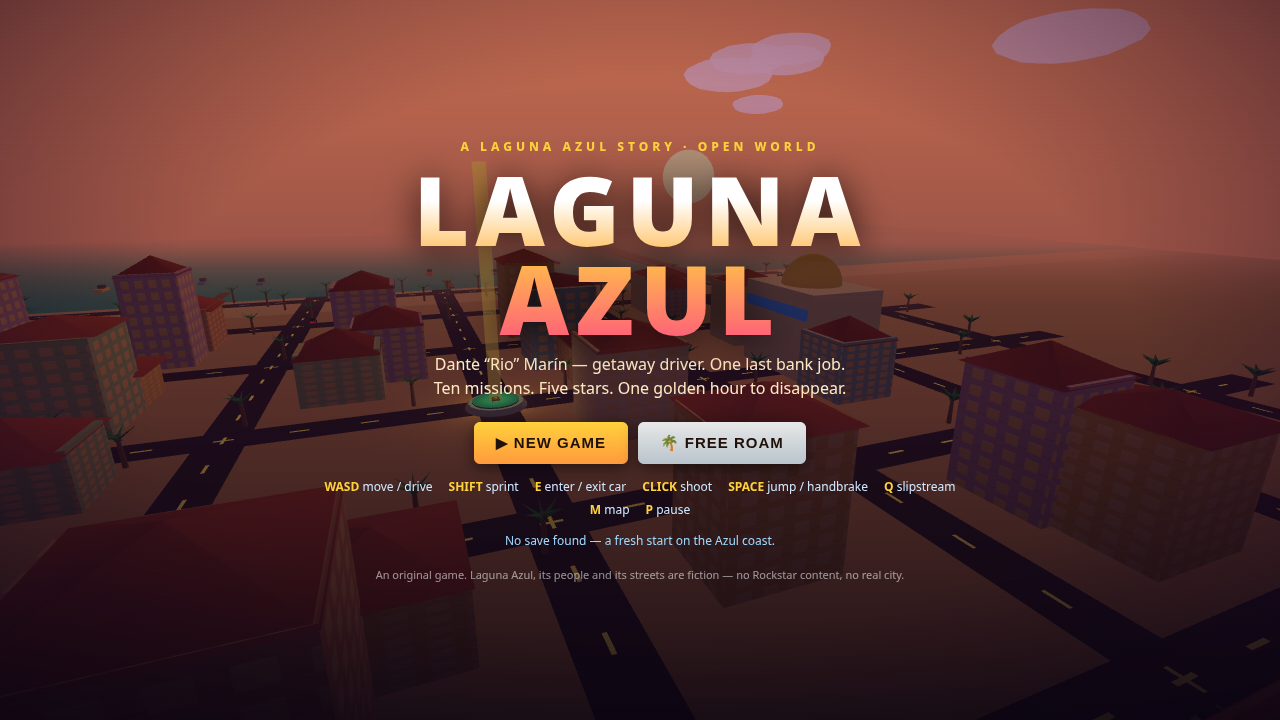 A LAGUNA AZUL STORY · OPEN WORLD
LAGUNA
AZUL
Dante “Rio” Marín — getaway driver. One last bank job.
Ten missions. Five stars. One golden hour to disappear.
▶ NEW GAME
🌴 FREE ROAM
WASD move / drive SHIFT sprint E enter / exit car CLICK shoot SPACE jump / handbrake Q slipstream
M map P pause
No save found — a fresh start on the Azul coast.
An original game. Laguna Azul, its people and its streets are fiction — no Rockstar content, no real city.